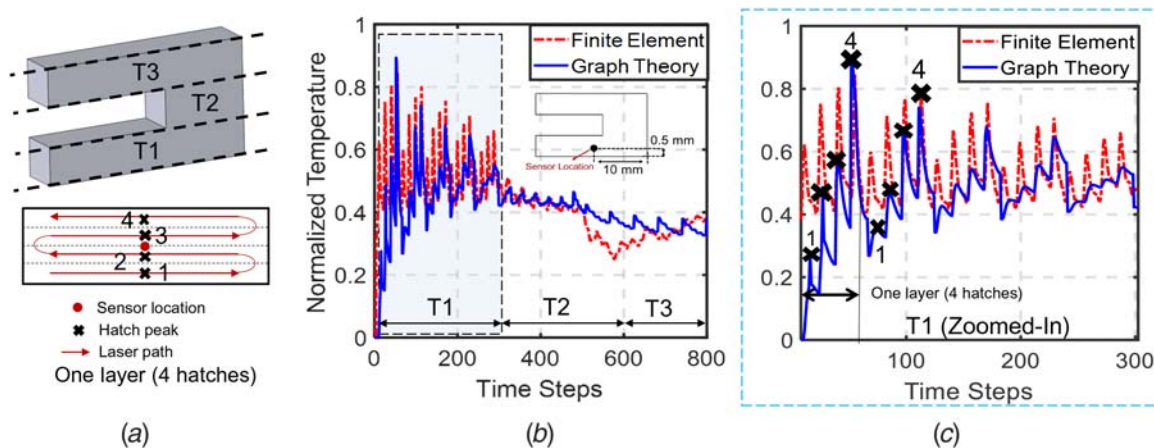 T3
T2
T1
4
3
2
1
Sensor location
Hatch peak
Laser path
One layer (4 hatches)
(a)
Normalized Temperature
1
0.8
0.6
0.4
0.2
0
Finite Element
Graph Theory
0.5 mm
Sensor Location
10 mm
T1
T2
T3
0
200
400
600
800
Time Steps
(b)
1
0.8
0.6
0.4
0.2
0
4
4
1
1
Finite Element
Graph Theory
One layer (4 hatches)
T1 (Zoomed-In)
100
200
300
Time Steps
(c)